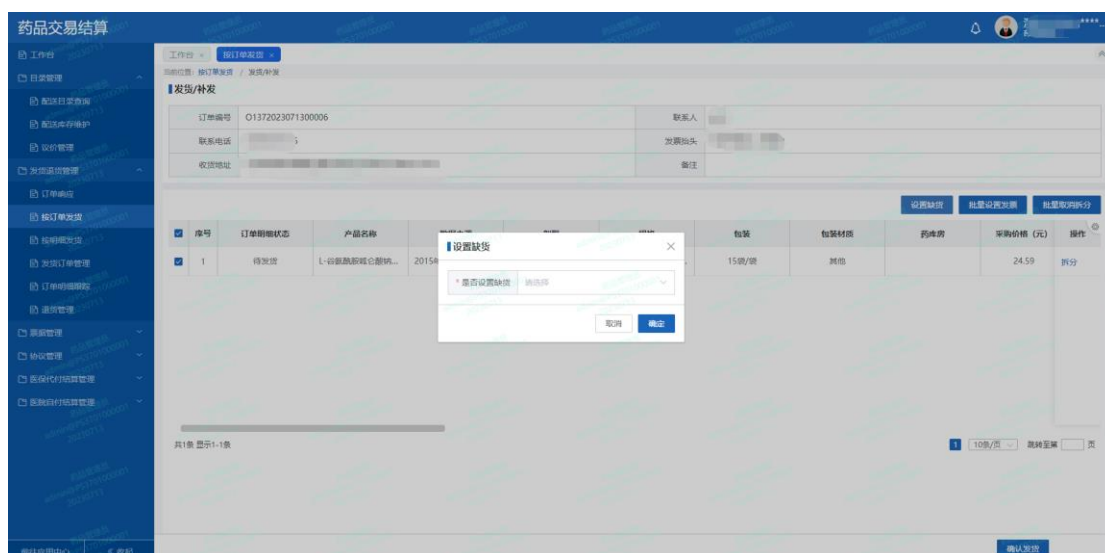 药品交易结算
工作台
工作台 ×
按订单发货 ×
当前位置: 按订单发货 / 发货/补发
目录管理
配送目录查询
配送库存维护
议价管理
发货退货管理
订单响应
按订单发货
按明细发货
发货订单管理
订单明细跟踪
退货管理
票据管理
协议管理
医保代付结算管理
医院自付结算管理
发货/补发
订单编号 O1372023071300006 联系人
联系电话 发票抬头
收货地址 备注
设置缺货 批量设置发票 批量取消拆分
序号 订单明细状态 产品名称 包装 包装材质 药库房 采购价格（元） 操作
1 待发货 L-谷氨酰胺呱仑酸钠... 15袋/袋 其他 24.59 拆分
设置缺货 ×
* 是否设置缺货 请选择
取消 确定
共1条 显示1-1条
1 10条/页 跳转至第 页
确认发货